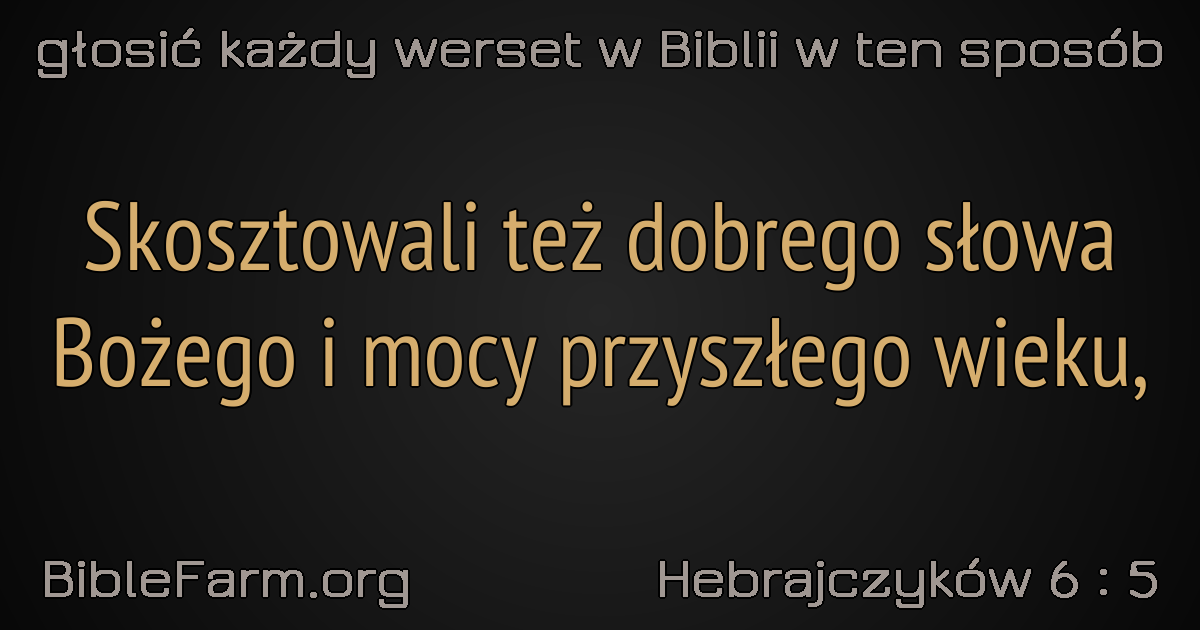 głosić każdy werset w Biblii w ten sposób
Skosztowali też dobrego słowa
Bożego i mocy przyszłego wieku,
BibleFarm.org
Hebrajczyków 6 : 5